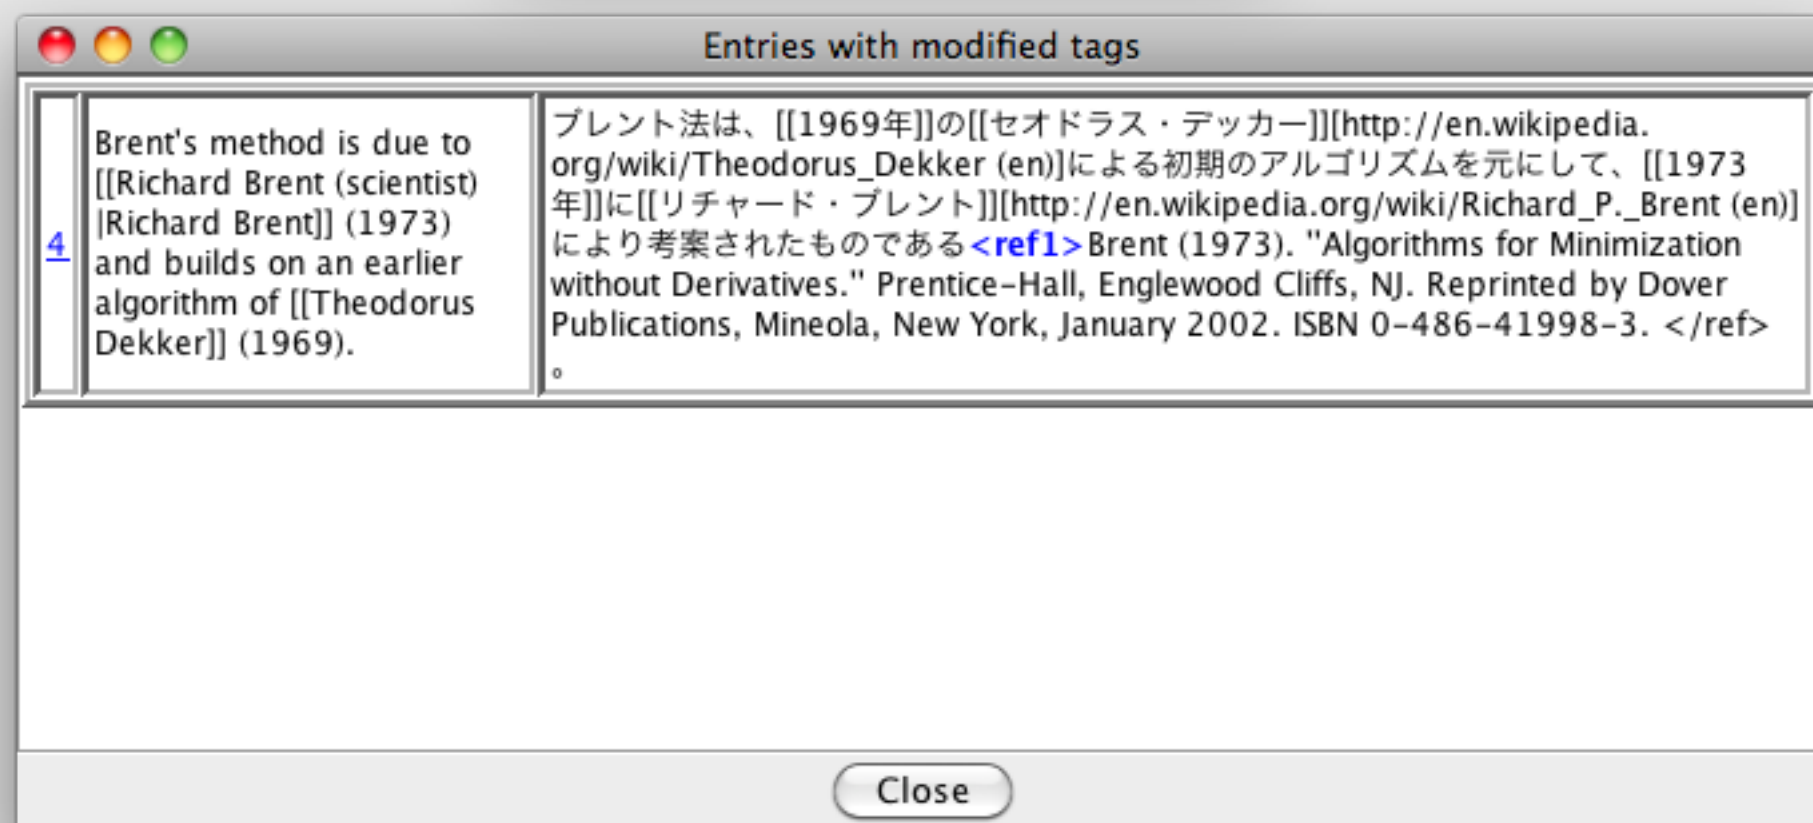 Entries with modified tags
4
Brent's method is due to
[[Richard Brent (scientist)
|Richard Brent]] (1973)
and builds on an earlier
algorithm of [[Theodorus
Dekker]] (1969).
ブレント法は、[[1969年]]の[[セオドラス・デッカー]][http://en.wikipedia.
org/wiki/Theodorus_Dekker (en)]による初期のアルゴリズムを元にして、[[1973
年]]に[[リチャード・ブレント]][http://en.wikipedia.org/wiki/Richard_P._Brent (en)]
により考案されたものである<ref1>Brent (1973). "Algorithms for Minimization
without Derivatives." Prentice-Hall, Englewood Cliffs, NJ. Reprinted by Dover
Publications, Mineola, New York, January 2002. ISBN 0-486-41998-3. </ref>
。
Close